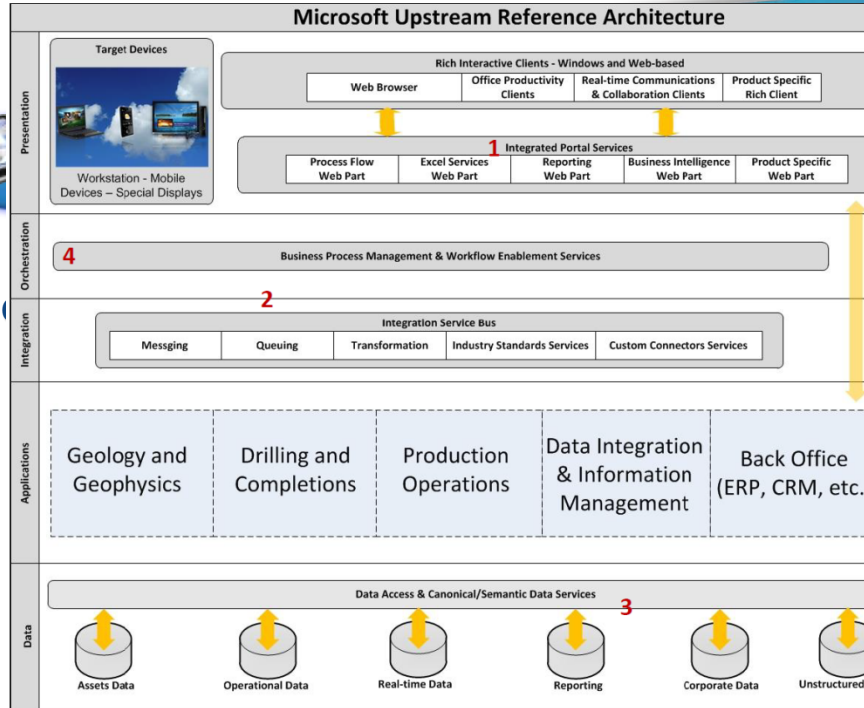 Microsoft Upstream Reference Architecture
Presentation
Target Devices
Workstation - Mobile
Devices – Special Displays
Rich Interactive Clients - Windows and Web-based
Web Browser
Office Productivity
Clients
Real-time Communications
& Collaboration Clients
Product Specific
Rich Client
1
Integrated Portal Services
Process Flow
Web Part
Excel Services
Web Part
Reporting
Web Part
Business Intelligence
Web Part
Product Specific
Web Part
Orchestration
4
Business Process Management & Workflow Enablement Services
Integration
2
Integration Service Bus
Messging
Queuing
Transformation
Industry Standards Services
Custom Connectors Services
Applications
Geology and
Geophysics
Drilling and
Completions
Production
Operations
Data Integration
& Information
Management
Back Office
(ERP, CRM, etc.
Data
Data Access & Canonical/Semantic Data Services
3
Assets Data
Operational Data
Real-time Data
Reporting
Corporate Data
Unstructured